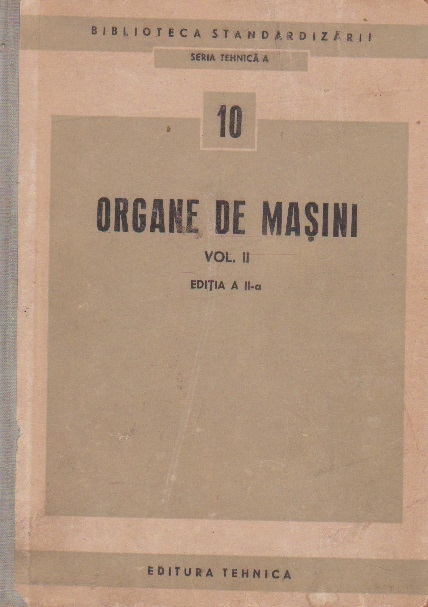 BIBLIOTECA STANDARDIZĂRII
SERIA TEHNICĂ A
10
ORGANE DE MAȘINI
VOL. II
EDIȚIA A II-a
EDITURA TEHNICA